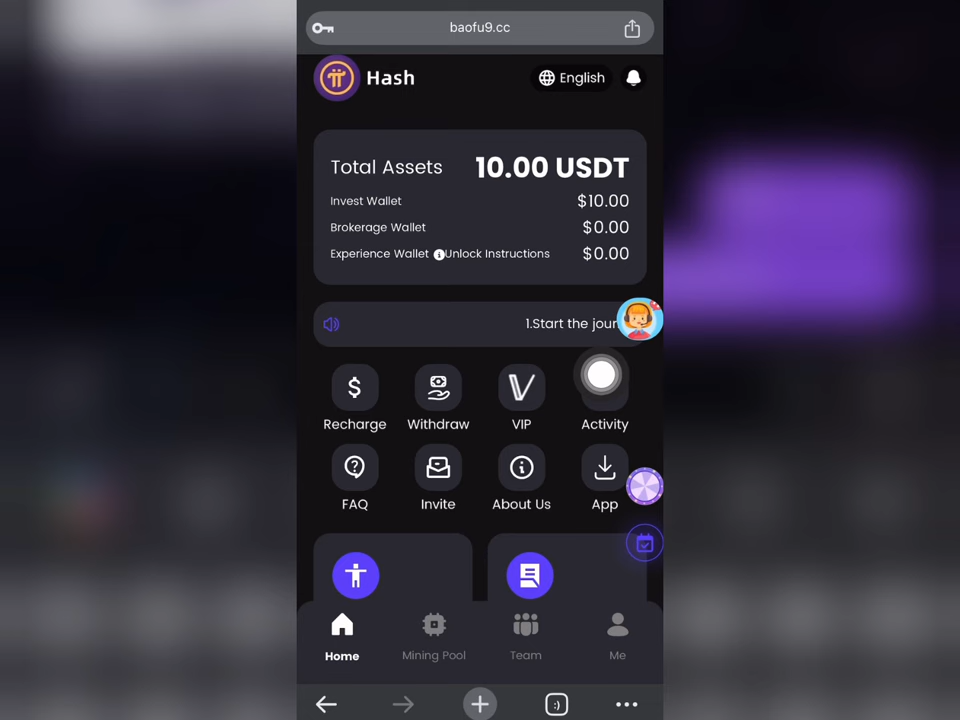 baofu9.cc
Hash
English
Total Assets 10.00 USDT
Invest Wallet $10.00
Brokerage Wallet $0.00
Experience Wallet Unlock Instructions $0.00
1.Start the jour
Recharge Withdraw VIP Activity
FAQ Invite About Us App
Home Mining Pool Team Me